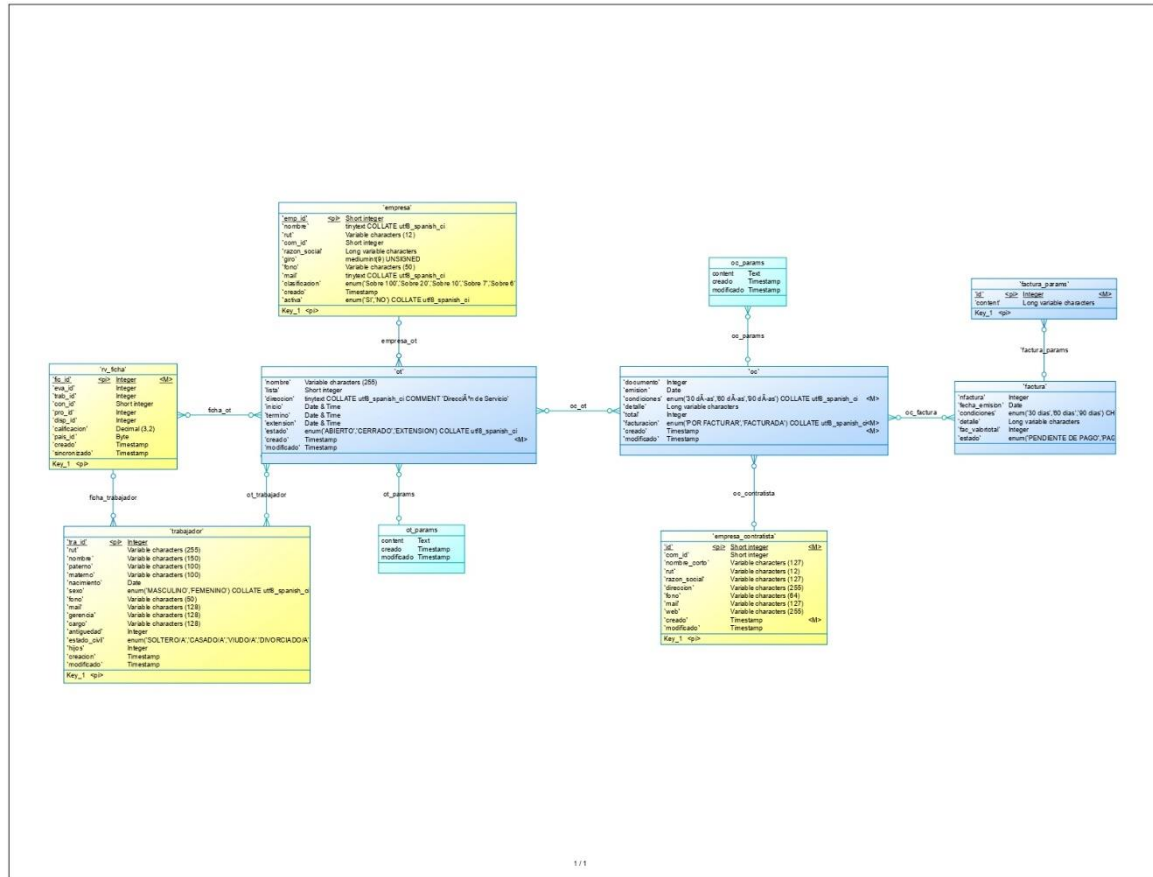 'empresa'
'emp_id' <pi> Short integer
'nombre' tinytext COLLATE utf8_spanish_ci
'rut' Variable characters (12)
'com_id' Short integer
'razon_social' Long variable characters
'giro' mediumint(9) UNSIGNED
'fono' Variable characters (50)
'mail' tinytext COLLATE utf8_spanish_ci
'clasificacion' enum('Sobre 100','Sobre 20','Sobre 10','Sobre 7','Sobre 6'
'creado' Timestamp
'activa' enum('SI','NO') COLLATE utf8_spanish_ci
Key_1 <pi>
empresa_ot
oc_params
content Text
creado Timestamp
modificado Timestamp
oc_params
'factura_params'
'id' <pi> Integer <M>
'content' Long variable characters
Key_1 <pi>
'factura_params'
'rv_ficha'
'fic_id' <pi> Integer <M>
'eva_id' Integer
'trab_id' Integer
'con_id' Short integer
'pro_id' Integer
'disp_id' Integer
'calificacion' Decimal (3,2)
'pais_id' Byte
'creado' Timestamp
'sincronizado' Timestamp
Key_1 <pi>
ficha_ot
'ot'
'nombre' Variable characters (255)
'lista' Short integer
'direccion' tinytext COLLATE utf8_spanish_ci COMMENT 'DirecciÃ³n de Servicio'
'inicio' Date & Time
'termino' Date & Time
'extension' Date & Time
'estado' enum('ABIERTO','CERRADO','EXTENSION') COLLATE utf8_spanish_ci
'creado' Timestamp <M>
'modificado' Timestamp
oc_ot
'oc'
'documento' Integer
'emision' Date
'condiciones' enum('30 dÃ-as','60 dÃ-as','90 dÃ-as') COLLATE utf8_spanish_ci <M>
'detalle' Long variable characters
'total' Integer
'facturacion' enum('POR FACTURAR','FACTURADA') COLLATE utf8_spanish_ci<M>
'creado' Timestamp <M>
'modificado' Timestamp
oc_factura
'factura'
'nfactura' Integer
'fecha_emision' Date
'condiciones' enum('30 dias','60 dias','90 dias') CH
'detalle' Long variable characters
'fac_valortotal' Integer
'estado' enum('PENDIENTE DE PAGO','PAG
ficha_trabajador
ot_trabajador
ot_params
oc_contratista
'trabajador'
'tra_id' <pi> Integer
'rut' Variable characters (255)
'nombre' Variable characters (150)
'paterno' Variable characters (100)
'materno' Variable characters (100)
'nacimiento' Date
'sexo' enum('MASCULINO','FEMENINO') COLLATE utf8_spanish_ci
'fono' Variable characters (50)
'mail' Variable characters (128)
'gerencia' Variable characters (128)
'cargo' Variable characters (128)
'antiguedad' Integer
'estado_civil' enum('SOLTERO/A','CASADO/A','VIUDO/A','DIVORCIADO/A'
'hijos' Integer
'creacion' Timestamp
'modificado' Timestamp
Key_1 <pi>
ot_params
content Text
creado Timestamp
modificado Timestamp
'empresa_contratista'
'id' <pi> Short integer <M>
'com_id' Short integer
'nombre_corto' Variable characters (127)
'rut' Variable characters (12)
'razon_social' Variable characters (127)
'direccion' Variable characters (255)
'fono' Variable characters (64)
'mail' Variable characters (127)
'web' Variable characters (255)
'creado' Timestamp <M>
'modificado' Timestamp
Key_1 <pi>
1 / 1